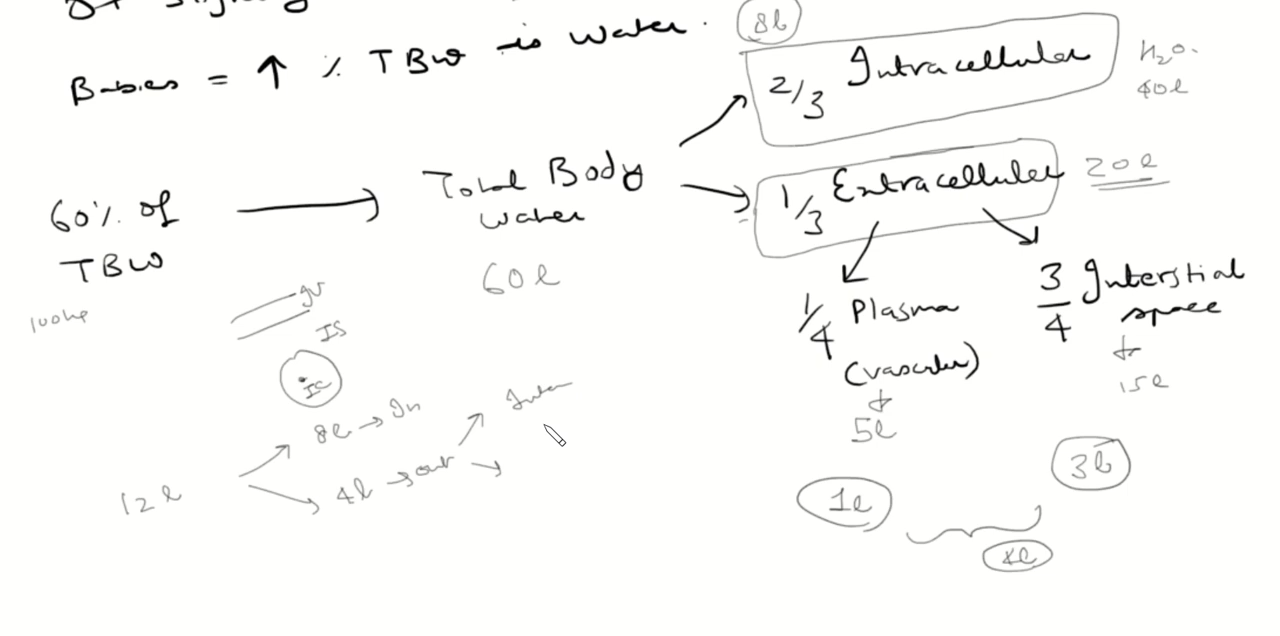 Babies = ↑ % TBW is water.
8l
2/3 Intracellular
H2O.
40l
60% of
TBW
Total Body
water
60l
1/3 Extracellular
20l
100kg
IV
IS
IC
1/4 Plasma
(vascular)
5l
3/4 Interstial
space
15l
12l
8l → In
4l → out
Inter
1l
3l
4l